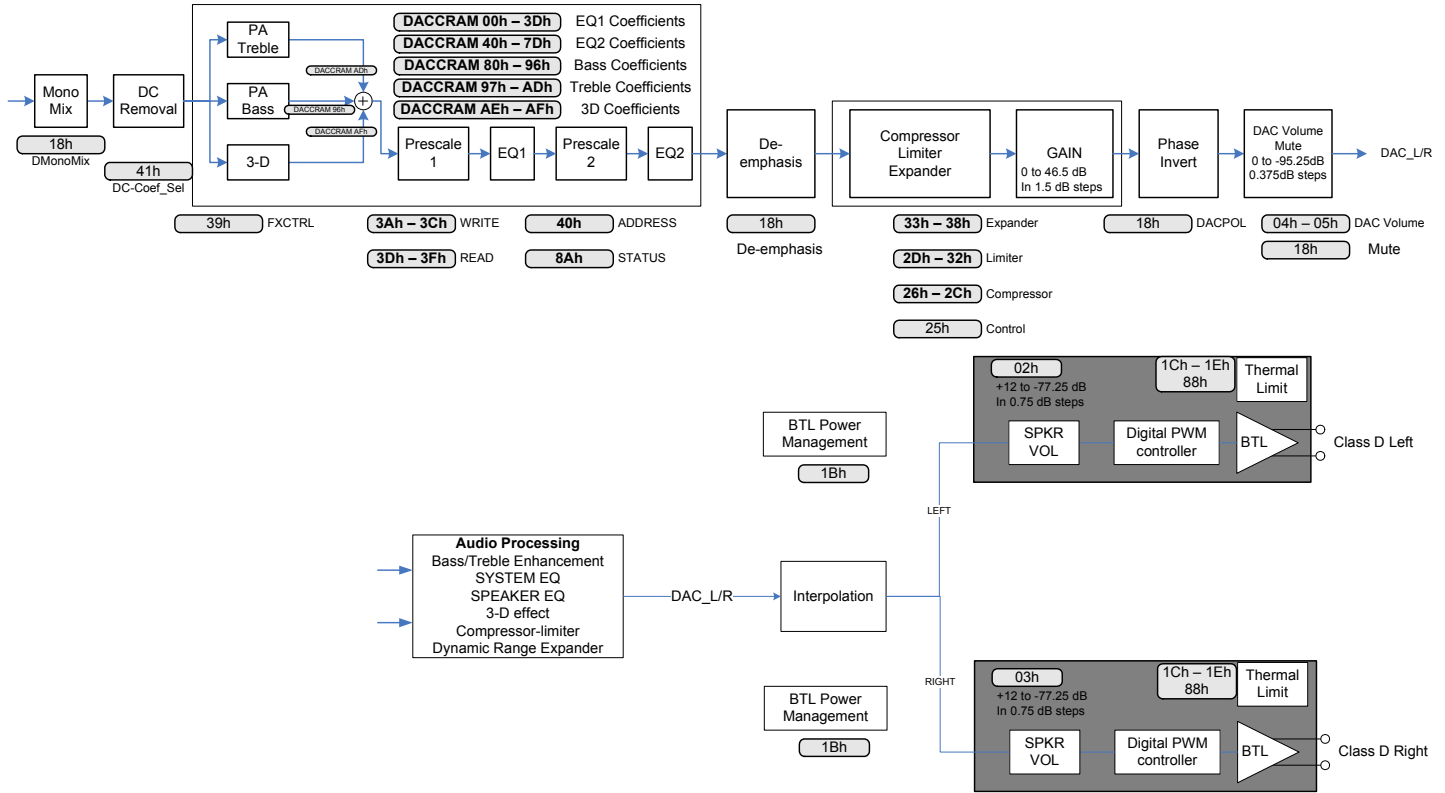 PA
Treble
DACCRAM 00h – 3Dh EQ1 Coefficients
DACCRAM 40h – 7Dh EQ2 Coefficients
DACCRAM 80h – 96h Bass Coefficients
DACCRAM 97h – ADh Treble Coefficients
DACCRAM AEh – AFh 3D Coefficients
DACCRAM ADh
Mono
Mix
DC
Removal
PA
Bass
DACCRAM 96h
DACCRAM AFh
3-D
Prescale
1
EQ1
Prescale
2
EQ2
De-
emphasis
Compressor
Limiter
Expander
GAIN
0 to 46.5 dB
In 1.5 dB steps
Phase
Invert
DAC Volume
Mute
0 to -95.25dB
0.375dB steps
DAC_L/R
18h
DMonoMix
41h
DC-Coef_Sel
39h FXCTRL
3Ah – 3Ch WRITE
40h ADDRESS
3Dh – 3Fh READ
8Ah STATUS
18h
De-emphasis
33h – 38h Expander
2Dh – 32h Limiter
26h – 2Ch Compressor
25h Control
18h DACPOL
04h – 05h DAC Volume
18h Mute
02h
+12 to -77.25 dB
In 0.75 dB steps
1Ch – 1Eh
88h
Thermal
Limit
BTL Power
Management
1Bh
SPKR
VOL
Digital PWM
controller
BTL
Class D Left
LEFT
Audio Processing
Bass/Treble Enhancement
SYSTEM EQ
SPEAKER EQ
3-D effect
Compressor-limiter
Dynamic Range Expander
DAC_L/R
Interpolation
RIGHT
BTL Power
Management
1Bh
03h
+12 to -77.25 dB
In 0.75 dB steps
1Ch – 1Eh
88h
Thermal
Limit
SPKR
VOL
Digital PWM
controller
BTL
Class D Right